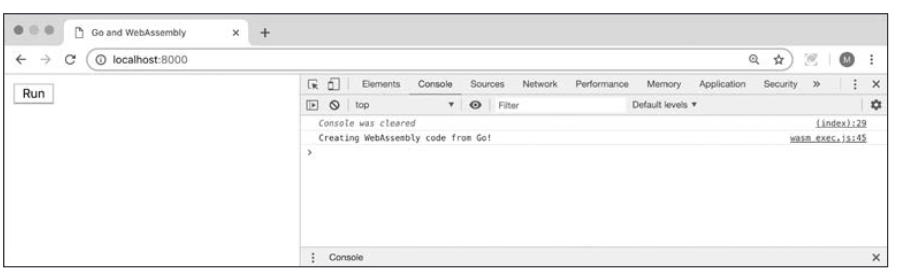 Go and WebAssembly × +
localhost:8000 M
Run
Elements Console Sources Network Performance Memory Application Security » ×
top Filter Default levels
Console was cleared (index):29
Creating WebAssembly code from Go! wasm_exec.js:45
>
Console ×